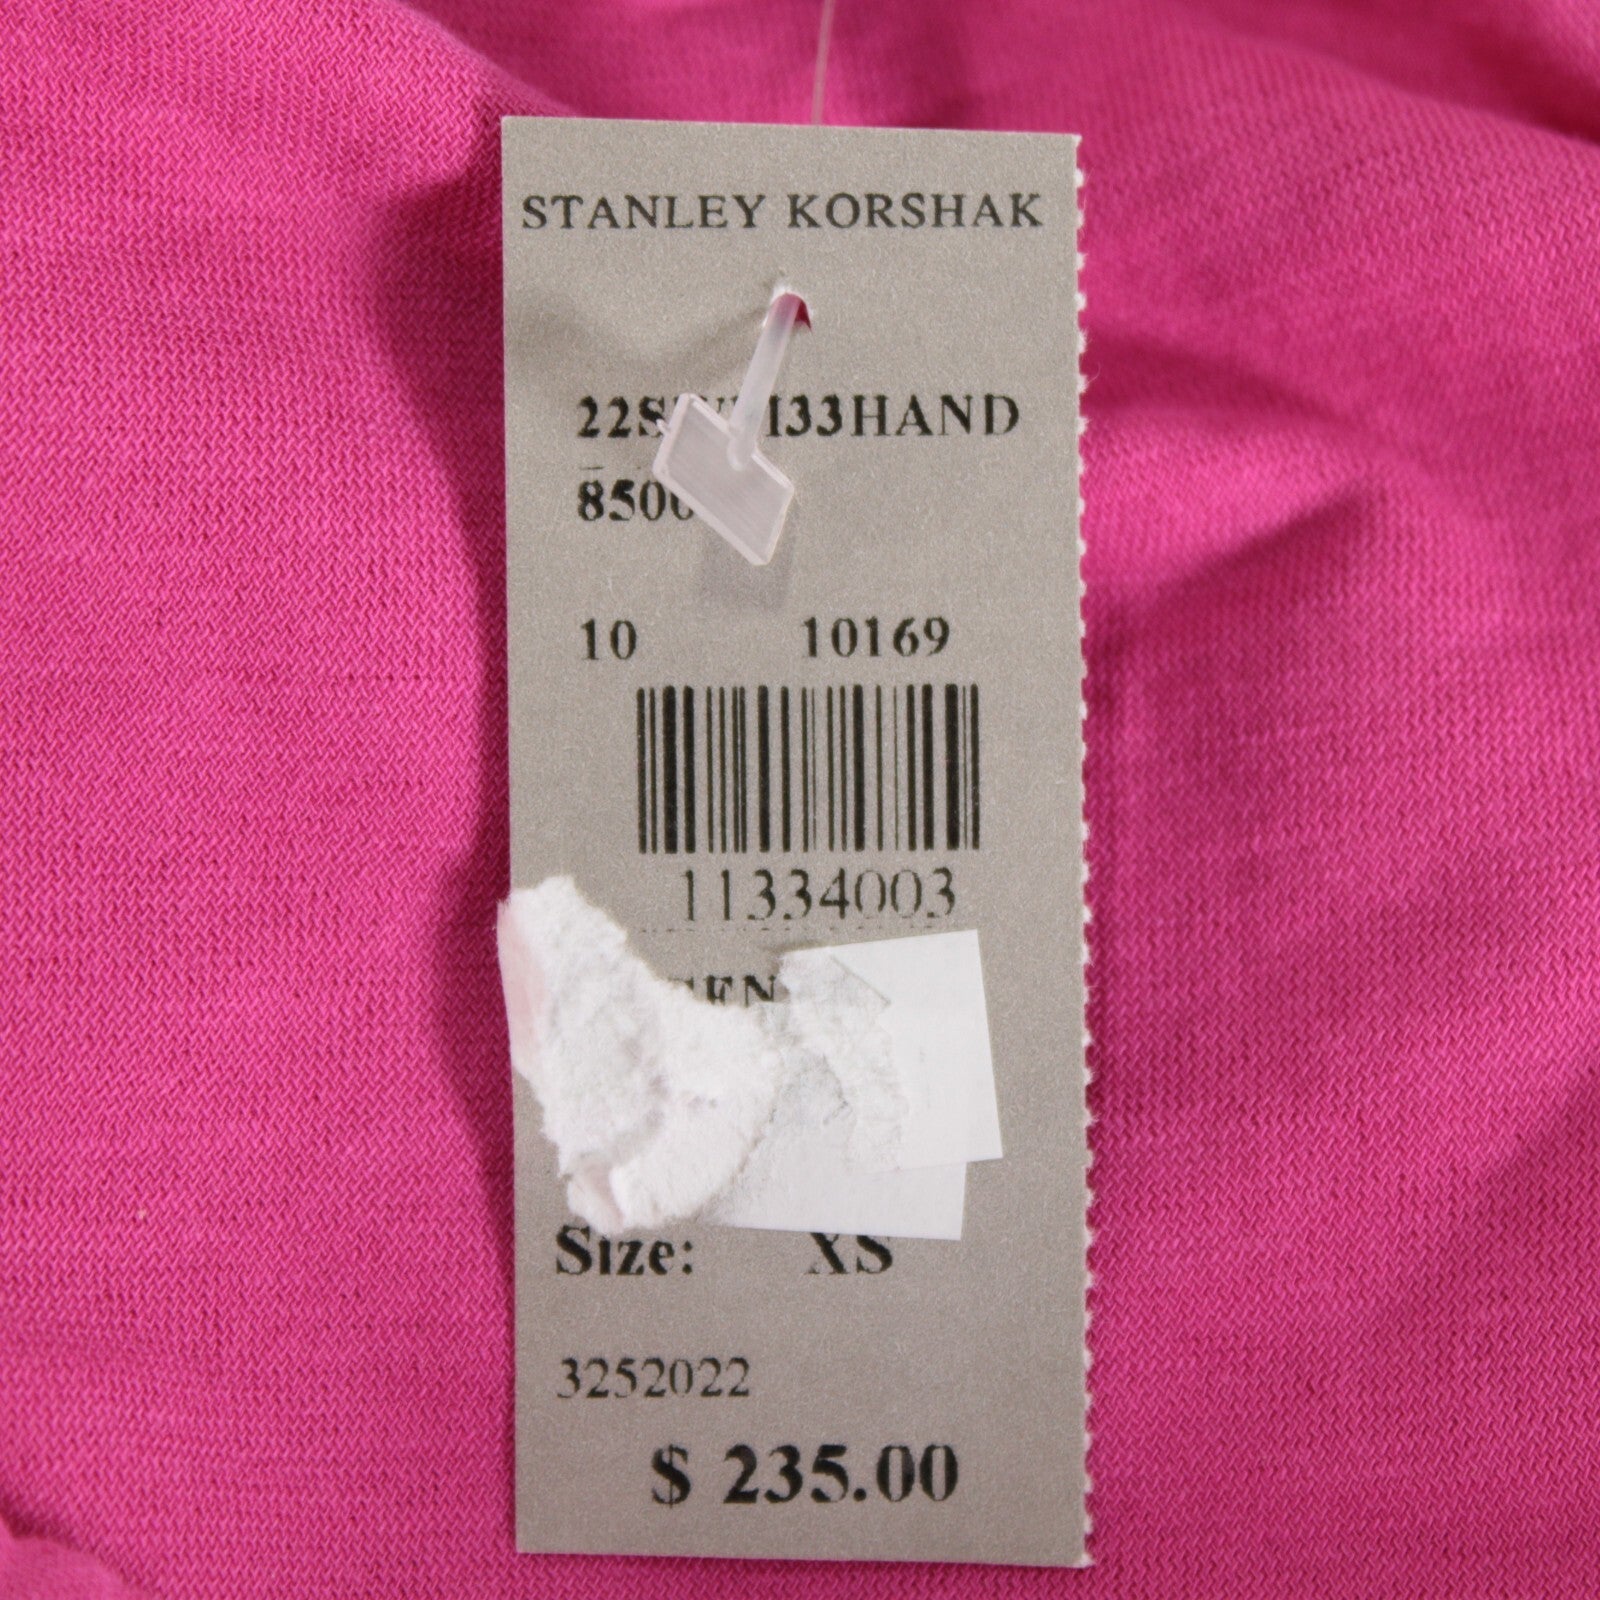 STANLEY KORSHAK
10 10169
11334003
Size: XS
3252022
$ 235.00